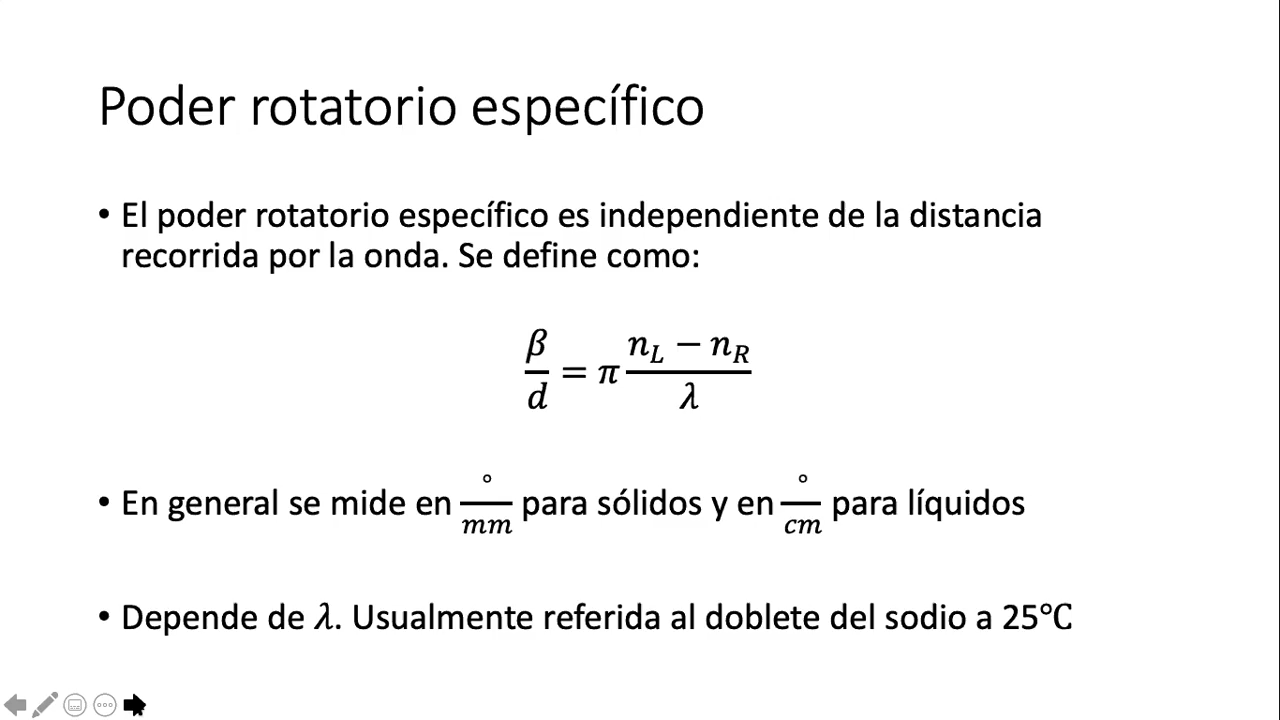 Poder rotatorio específico
• El poder rotatorio específico es independiente de la distancia
recorrida por la onda. Se define como:
β/d = π (n_L − n_R)/λ
• En general se mide en °/mm para sólidos y en °/cm para líquidos
• Depende de λ. Usualmente referida al doblete del sodio a 25℃